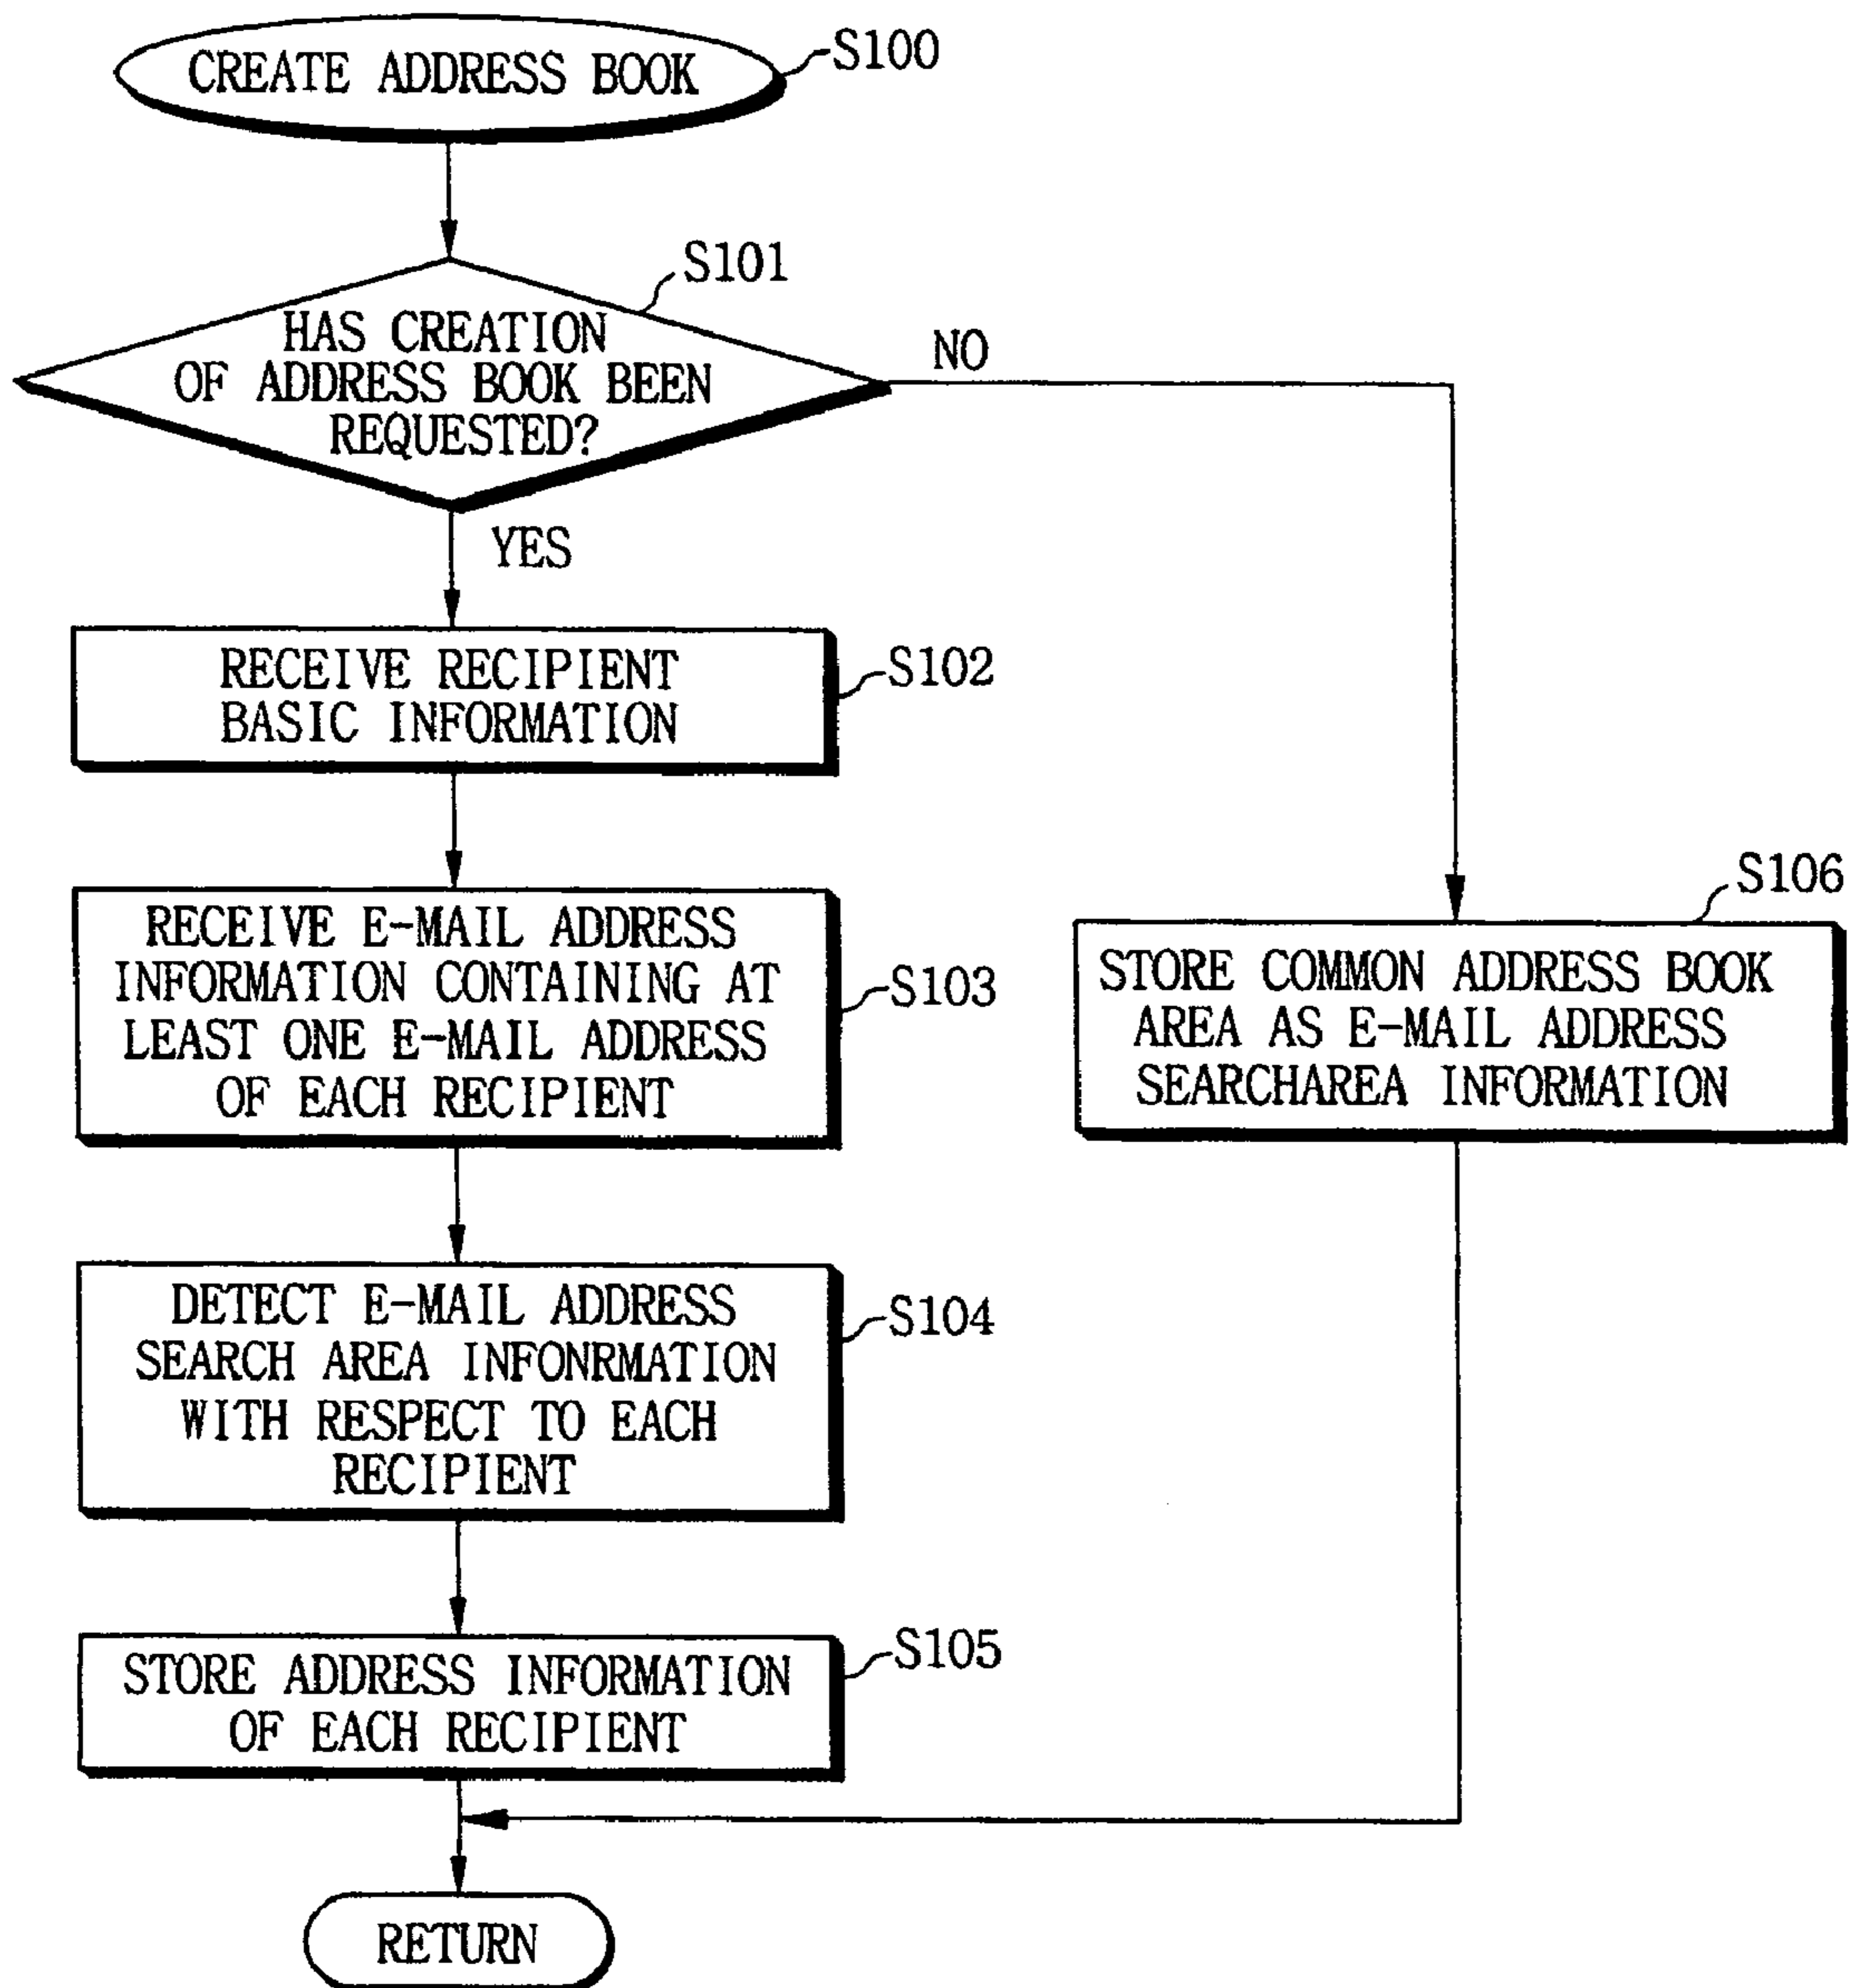 CREATE ADDRESS BOOK
S100
S101
HAS CREATION
OF ADDRESS BOOK BEEN
REQUESTED?
NO
YES
RECEIVE RECIPIENT
BASIC INFORMATION
S102
RECEIVE E-MAIL ADDRESS
INFORMATION CONTAINING AT
LEAST ONE E-MAIL ADDRESS
OF EACH RECIPIENT
S103
S106
STORE COMMON ADDRESS BOOK
AREA AS E-MAIL ADDRESS
SEARCHAREA INFORMATION
DETECT E-MAIL ADDRESS
SEARCH AREA INFONRMATION
WITH RESPECT TO EACH
RECIPIENT
S104
STORE ADDRESS INFORMATION
OF EACH RECIPIENT
S105
RETURN